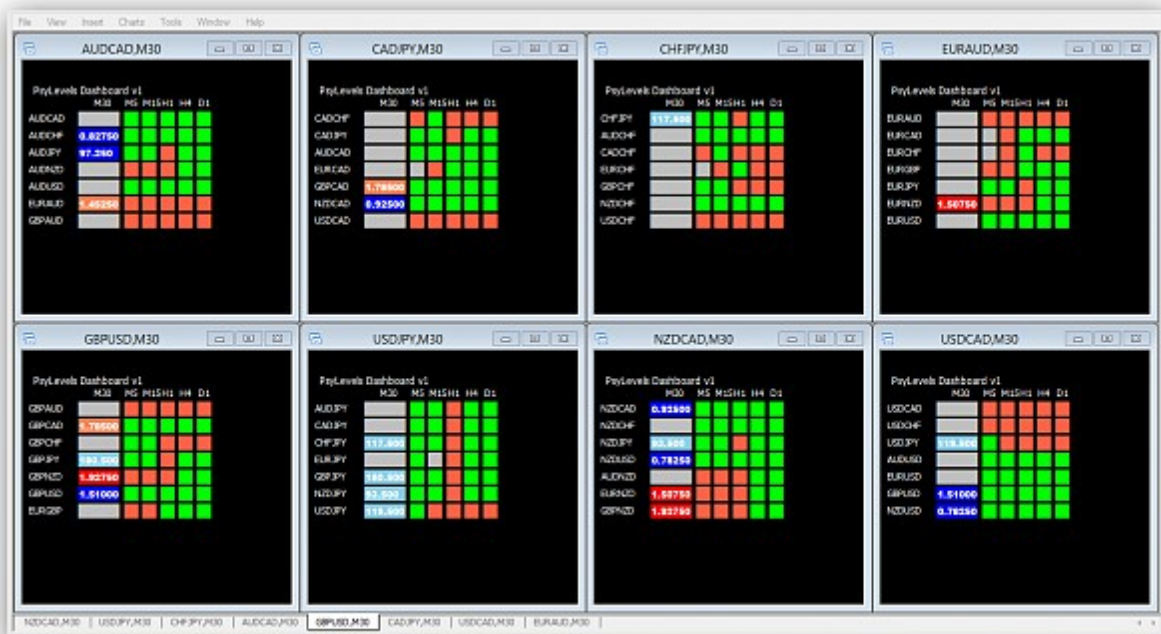 File View Insert Charts Tools Window Help
AUDCAD,M30
PsyLevels Dashboard v1
M30 M5 M15 H1 H4 D1
AUDCAD
AUDCHF 0.82750
AUDJPY 97.250
AUDNZD
AUDUSD
EURAUD 1.45250
GBPAUD
CADJPY,M30
PsyLevels Dashboard v1
M30 M5 M15 H1 H4 D1
CADCHF
CADJPY
AUDCAD
EURCAD
GBPCAD 1.78500
NZDCAD 0.92500
USDCAD
CHFJPY,M30
PsyLevels Dashboard v1
M30 M5 M15 H1 H4 D1
CHFJPY 117.500
AUDCHF
CADCHF
EURCHF
GBPCHF
NZDCHF
USDCHF
EURAUD,M30
PsyLevels Dashboard v1
M30 M5 M15 H1 H4 D1
EURAUD
EURCAD
EURCHF
EURGBP
EURJPY
EURNZD 1.50750
EURUSD
GBPUSD,M30
PsyLevels Dashboard v1
M30 M5 M15 H1 H4 D1
GBPAUD
GBPCAD 1.78500
GBPCHF
GBPJPY
GBPNZD 1.92750
GBPUSD 1.51000
EURGBP
USDJPY,M30
PsyLevels Dashboard v1
M30 M5 M15 H1 H4 D1
AUDJPY
CADJPY
CHFJPY 117.500
EURJPY
GBPJPY
NZDJPY 93.500
USDJPY
NZDCAD,M30
PsyLevels Dashboard v1
M30 M5 M15 H1 H4 D1
NZDCAD 0.92500
NZDCHF
NZDJPY 93.500
NZDUSD 0.78250
AUDNZD
EURNZD 1.50750
GBPNZD 1.92750
USDCAD,M30
PsyLevels Dashboard v1
M30 M5 M15 H1 H4 D1
USDCAD
USDCHF
USDJPY
AUDUSD
EURUSD
GBPUSD 1.51000
NZDUSD 0.78250
NZDCAD,M30 USDJPY,M30 CHFJPY,M30 AUDCAD,M30 GBPUSD,M30 CADJPY,M30 USDCAD,M30 EURAUD,M30